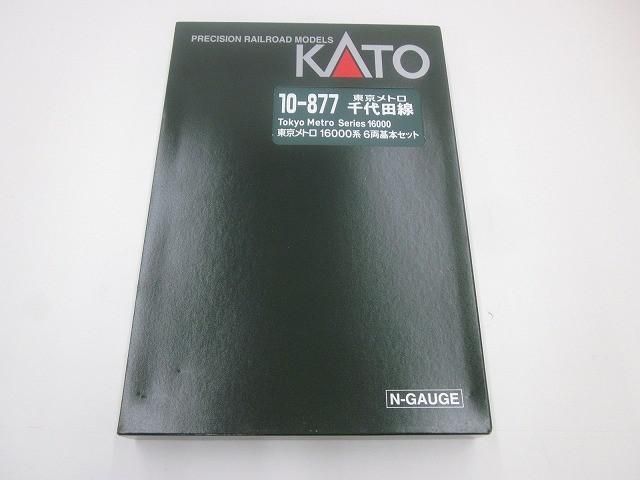 PRECISION RAILROAD MODELS
KATO
10-877 東京メトロ 千代田線
Tokyo Metro Series 16000
東京メトロ 16000系 6両基本セット
N-GAUGE